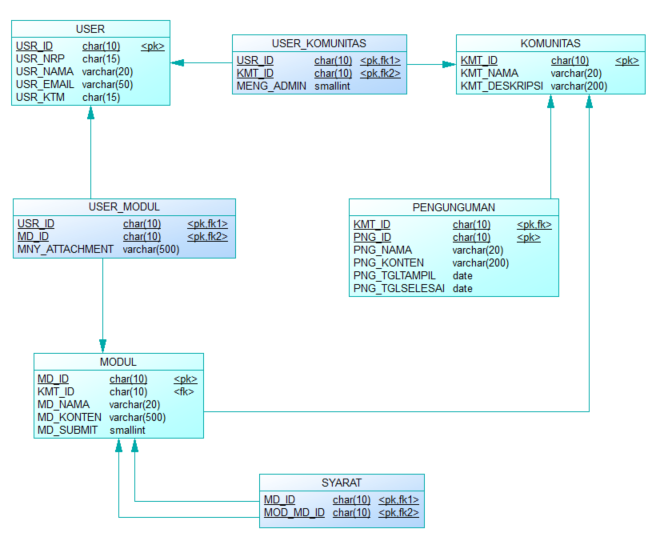 USER
USR_ID char(10) <pk>
USR_NRP char(15)
USR_NAMA varchar(20)
USR_EMAIL varchar(50)
USR_KTM char(15)
USER_KOMUNITAS
USR_ID char(10) <pk,fk1>
KMT_ID char(10) <pk,fk2>
MENG_ADMIN smallint
KOMUNITAS
KMT_ID char(10) <pk>
KMT_NAMA varchar(20)
KMT_DESKRIPSI varchar(200)
USER_MODUL
USR_ID char(10) <pk,fk1>
MD_ID char(10) <pk,fk2>
MNY_ATTACHMENT varchar(500)
PENGUNGUMAN
KMT_ID char(10) <pk,fk>
PNG_ID char(10) <pk>
PNG_NAMA varchar(20)
PNG_KONTEN varchar(200)
PNG_TGLTAMPIL date
PNG_TGLSELESAI date
MODUL
MD_ID char(10) <pk>
KMT_ID char(10) <fk>
MD_NAMA varchar(20)
MD_KONTEN varchar(500)
MD_SUBMIT smallint
SYARAT
MD_ID char(10) <pk,fk1>
MOD_MD_ID char(10) <pk,fk2>